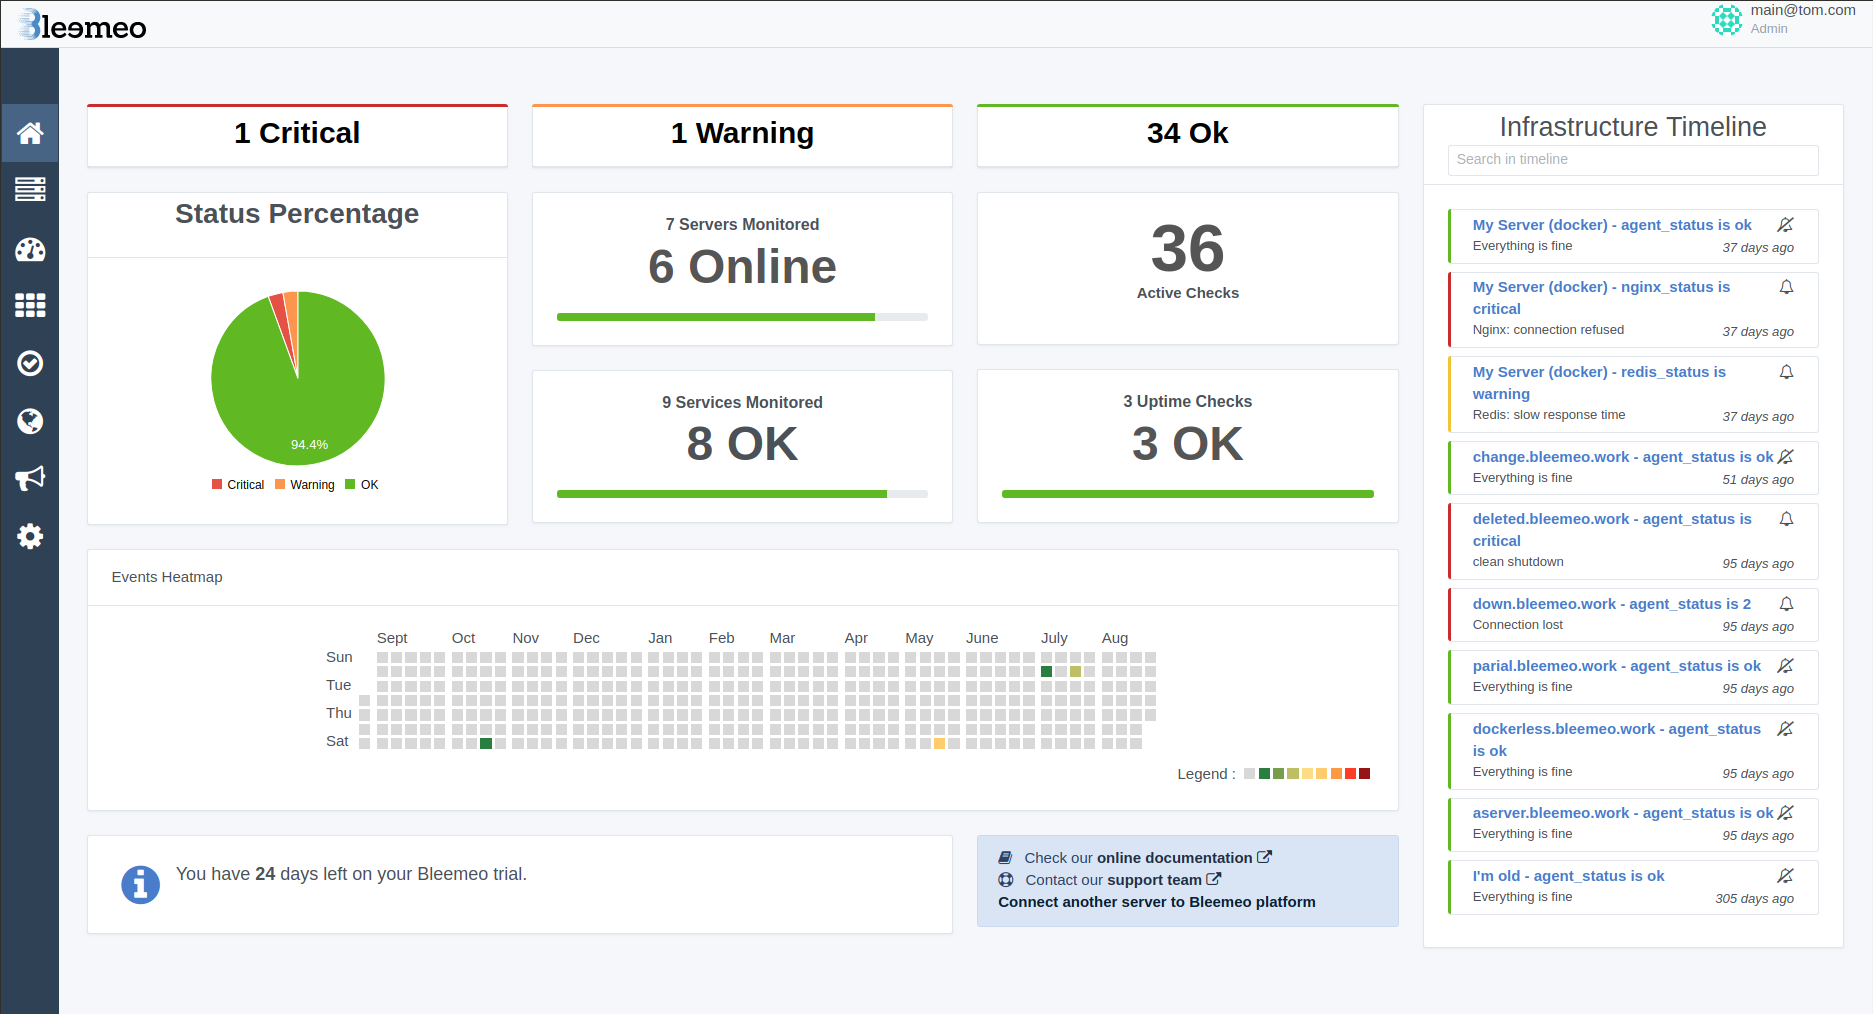 Bleemeo
main@tom.com
Admin
1 Critical
1 Warning
34 Ok
Status Percentage
94.4%
Critical
Warning
OK
7 Servers Monitored
6 Online
36
Active Checks
9 Services Monitored
8 OK
3 Uptime Checks
3 OK
Events Heatmap
Sept
Oct
Nov
Dec
Jan
Feb
Mar
Apr
May
June
July
Aug
Sun
Tue
Thu
Sat
Legend :
You have 24 days left on your Bleemeo trial.
Check our online documentation
Contact our support team
Connect another server to Bleemeo platform
Infrastructure Timeline
Search in timeline
My Server (docker) - agent_status is ok
Everything is fine
37 days ago
My Server (docker) - nginx_status is
critical
Nginx: connection refused
37 days ago
My Server (docker) - redis_status is
warning
Redis: slow response time
37 days ago
change.bleemeo.work - agent_status is ok
Everything is fine
51 days ago
deleted.bleemeo.work - agent_status is
critical
clean shutdown
95 days ago
down.bleemeo.work - agent_status is 2
Connection lost
95 days ago
parial.bleemeo.work - agent_status is ok
Everything is fine
95 days ago
dockerless.bleemeo.work - agent_status
is ok
Everything is fine
95 days ago
aserver.bleemeo.work - agent_status is ok
Everything is fine
95 days ago
I'm old - agent_status is ok
Everything is fine
305 days ago